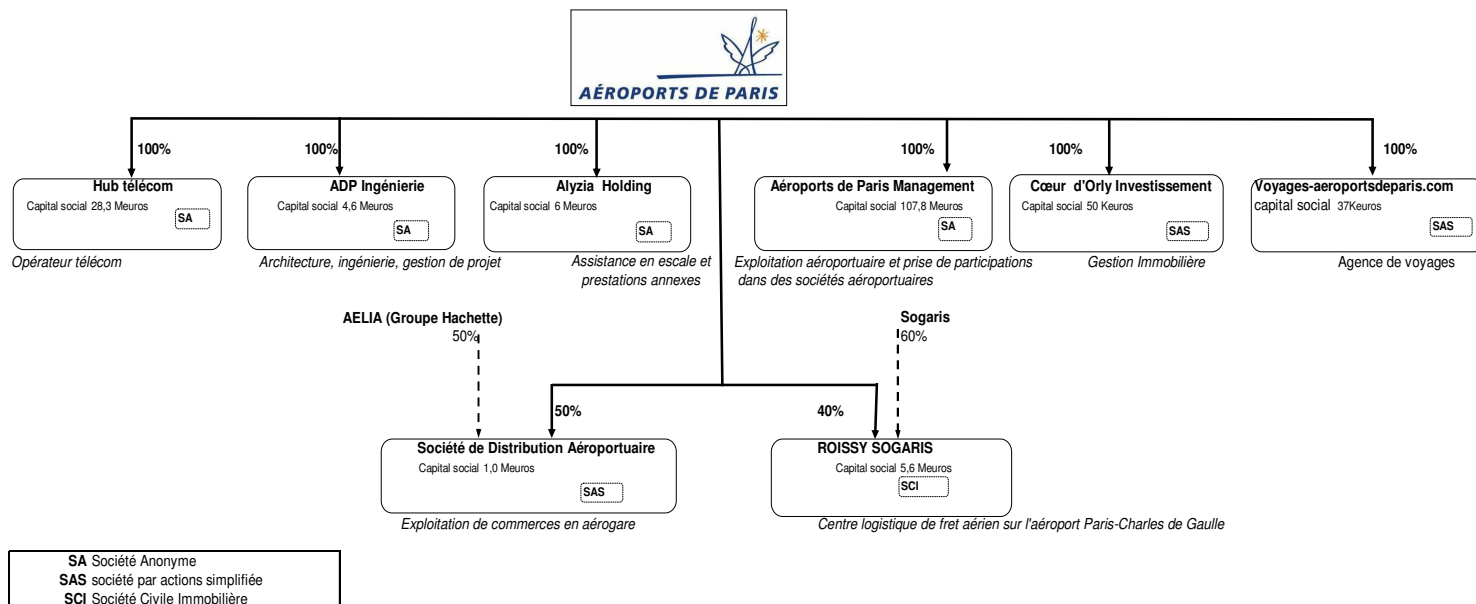 AÉROPORTS DE PARIS
100%
100%
100%
100%
100%
100%
Hub télécom
Capital social 28,3 Meuros
SA
Opérateur télécom
ADP Ingénierie
Capital social 4,6 Meuros
SA
Architecture, ingénierie, gestion de projet
Alyzia Holding
Capital social 6 Meuros
SA
Assistance en escale et
prestations annexes
Aéroports de Paris Management
Capital social 107,8 Meuros
SA
Exploitation aéroportuaire et prise de participations
dans des sociétés aéroportuaires
Cœur d'Orly Investissement
Capital social 50 Keuros
SAS
Gestion Immobilière
Voyages-aeroportsdeparis.com
capital social 37Keuros
SAS
Agence de voyages
AELIA (Groupe Hachette)
50%
Sogaris
60%
50%
40%
Société de Distribution Aéroportuaire
Capital social 1,0 Meuros
SAS
Exploitation de commerces en aérogare
ROISSY SOGARIS
Capital social 5,6 Meuros
SCI
Centre logistique de fret aérien sur l'aéroport Paris-Charles de Gaulle
SA Société Anonyme
SAS société par actions simplifiée
SCI Société Civile Immobilière